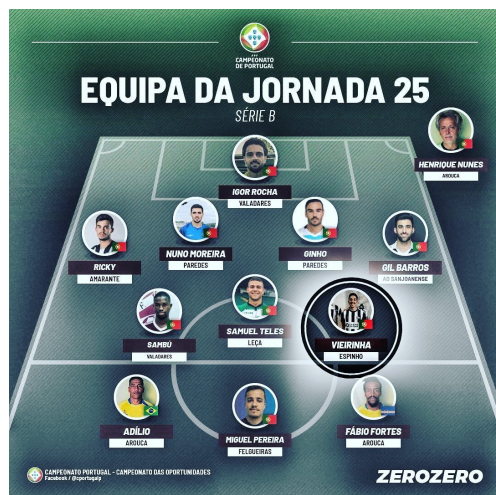 CAMPEONATO
DE PORTUGAL
EQUIPA DA JORNADA 25
SÉRIE B
HENRIQUE NUNES
AROUCA
IGOR ROCHA
VALADARES
RICKY
AMARANTE
NUNO MOREIRA
PAREDES
GINHO
PAREDES
GIL BARROS
AD SANJOANENSE
SAMBÚ
VALADARES
SAMUEL TELES
LEÇA
VIEIRINHA
ESPINHO
ADÍLIO
AROUCA
MIGUEL PEREIRA
FELGUEIRAS
FÁBIO FORTES
AROUCA
CAMPEONATO PORTUGAL - CAMPEONATO DAS OPORTUNIDADES
Facebook / @cportugalp
ZEROZERO